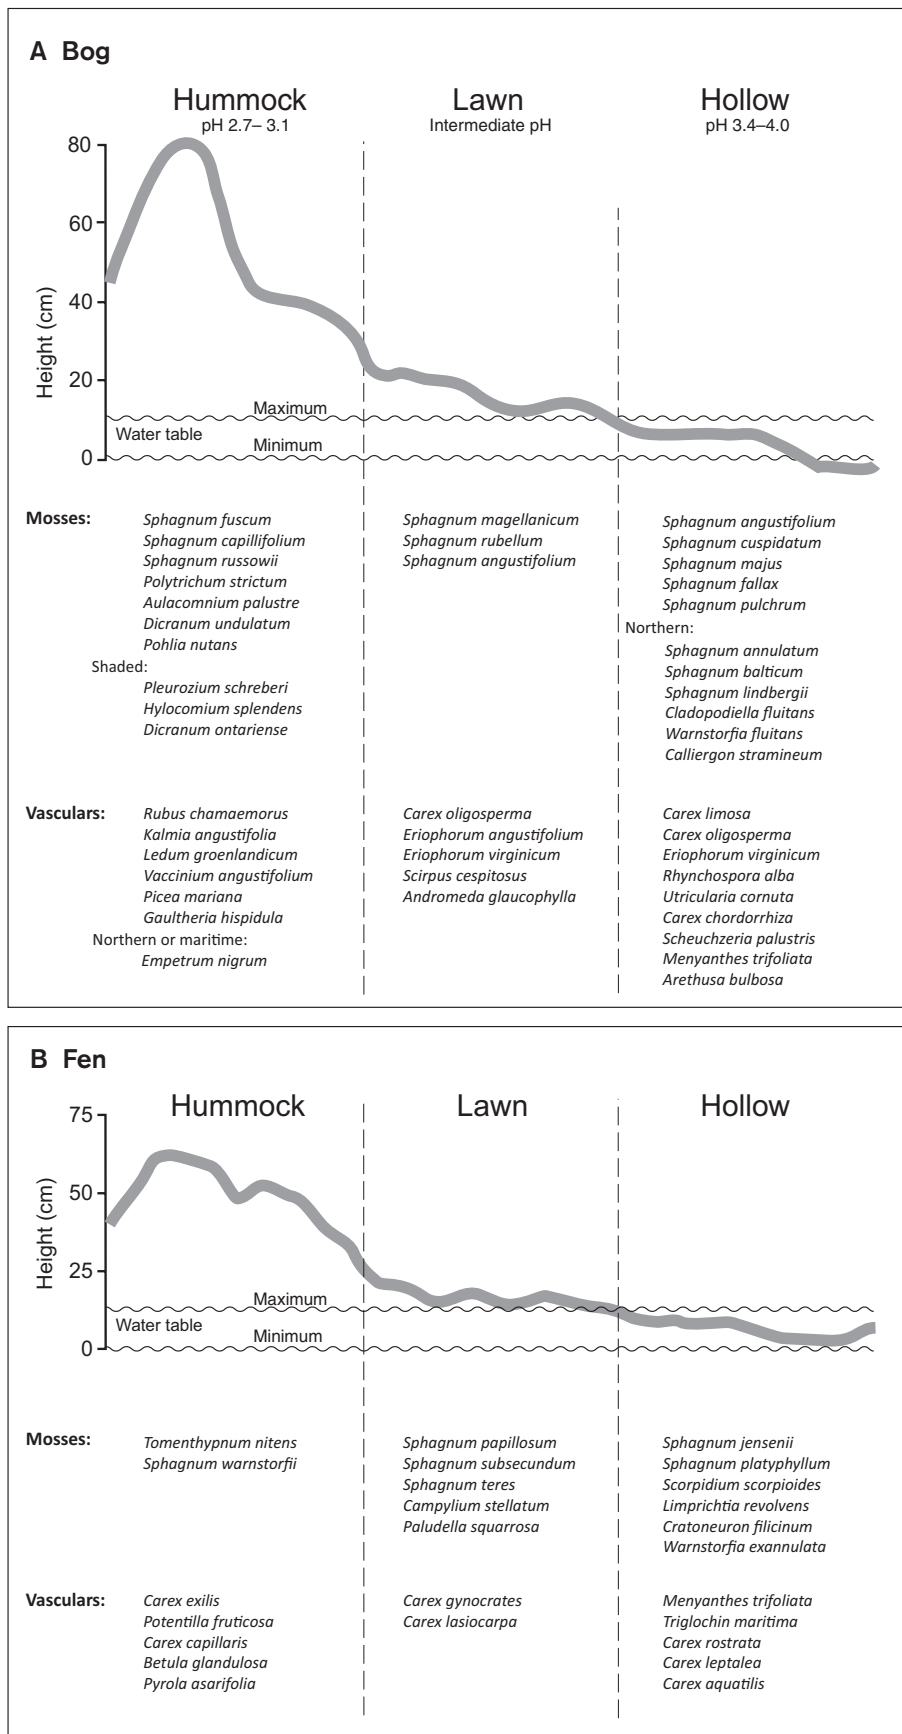 A Bog
Hummock
pH 2.7– 3.1
Lawn
Intermediate pH
Hollow
pH 3.4–4.0
Height (cm)
80
60
40
20
0
Maximum
Water table
Minimum
Mosses:
Sphagnum fuscum
Sphagnum capillifolium
Sphagnum russowii
Polytrichum strictum
Aulacomnium palustre
Dicranum undulatum
Pohlia nutans
Shaded:
Pleurozium schreberi
Hylocomium splendens
Dicranum ontariense
Sphagnum magellanicum
Sphagnum rubellum
Sphagnum angustifolium
Sphagnum angustifolium
Sphagnum cuspidatum
Sphagnum majus
Sphagnum fallax
Sphagnum pulchrum
Northern:
Sphagnum annulatum
Sphagnum balticum
Sphagnum lindbergii
Cladopodiella fluitans
Warnstorfia fluitans
Calliergon stramineum
Vasculars:
Rubus chamaemorus
Kalmia angustifolia
Ledum groenlandicum
Vaccinium angustifolium
Picea mariana
Gaultheria hispidula
Northern or maritime:
Empetrum nigrum
Carex oligosperma
Eriophorum angustifolium
Eriophorum virginicum
Scirpus cespitosus
Andromeda glaucophylla
Carex limosa
Carex oligosperma
Eriophorum virginicum
Rhynchospora alba
Utricularia cornuta
Carex chordorrhiza
Scheuchzeria palustris
Menyanthes trifoliata
Arethusa bulbosa
B Fen
Hummock
Lawn
Hollow
Height (cm)
75
50
25
0
Maximum
Water table
Minimum
Mosses:
Tomenthypnum nitens
Sphagnum warnstorfii
Sphagnum papillosum
Sphagnum subsecundum
Sphagnum teres
Campylium stellatum
Paludella squarrosa
Sphagnum jensenii
Sphagnum platyphyllum
Scorpidium scorpioides
Limprichtia revolvens
Cratoneuron filicinum
Warnstorfia exannulata
Vasculars:
Carex exilis
Potentilla fruticosa
Carex capillaris
Betula glandulosa
Pyrola asarifolia
Carex gynocrates
Carex lasiocarpa
Menyanthes trifoliata
Triglochin maritima
Carex rostrata
Carex leptalea
Carex aquatilis